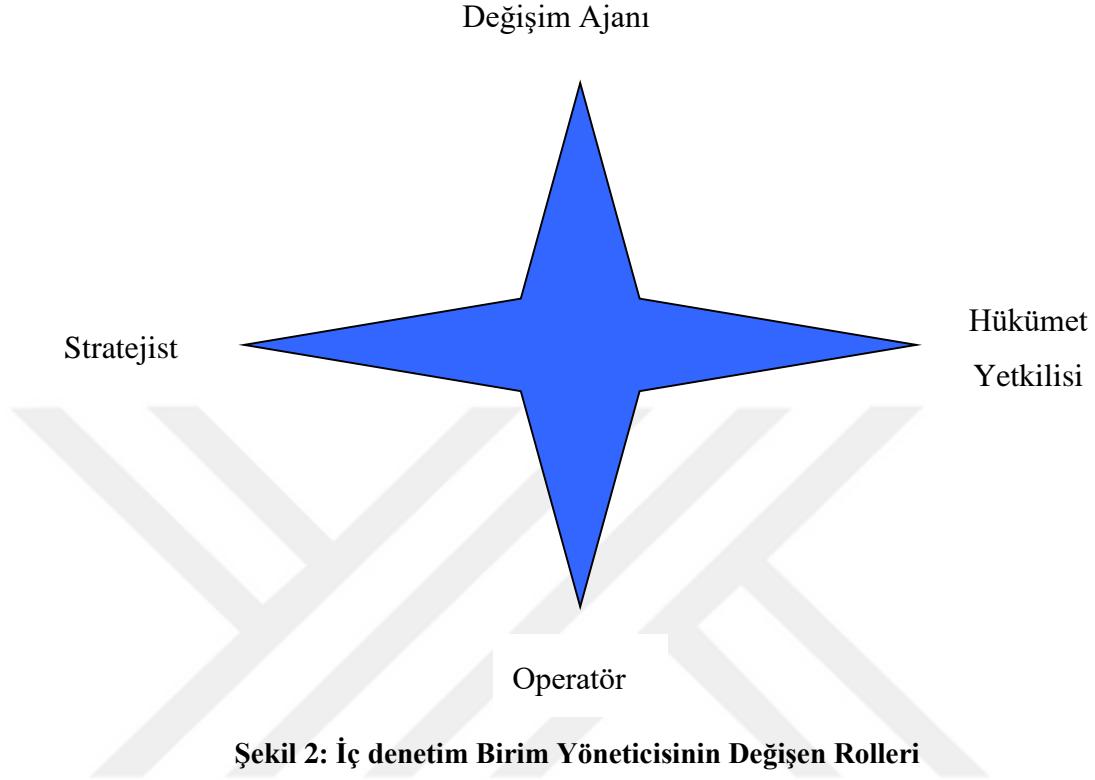 Değişim Ajanı
Stratejist
Hükümet
Yetkilisi
Operatör
Şekil 2: İç denetim Birim Yöneticisinin Değişen Rolleri